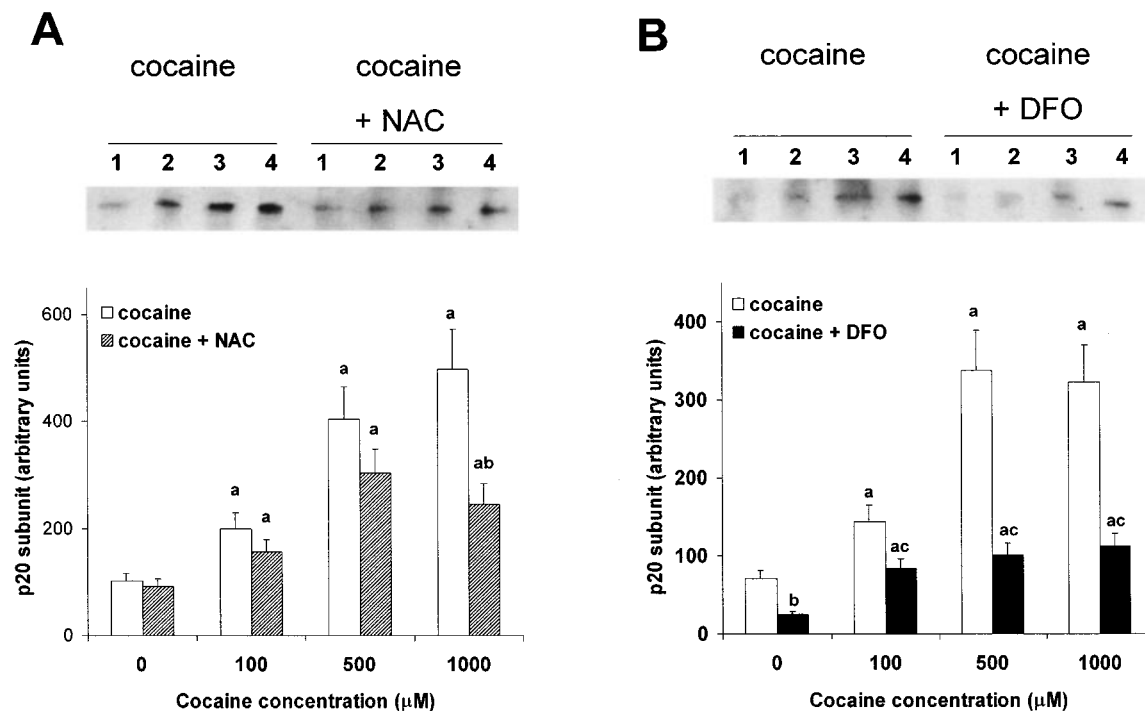 A
cocaine cocaine
+ NAC
1 2 3 4 1 2 3 4
cocaine
cocaine + NAC
p20 subunit (arbitrary units)
600
400
200
0
a
a
a
a
a
ab
0 100 500 1000
Cocaine concentration (μM)
B
cocaine cocaine
+ DFO
1 2 3 4 1 2 3 4
cocaine
cocaine + DFO
p20 subunit (arbitrary units)
400
300
200
100
0
b
a
ac
a
ac
a
ac
0 100 500 1000
Cocaine concentration (μM)